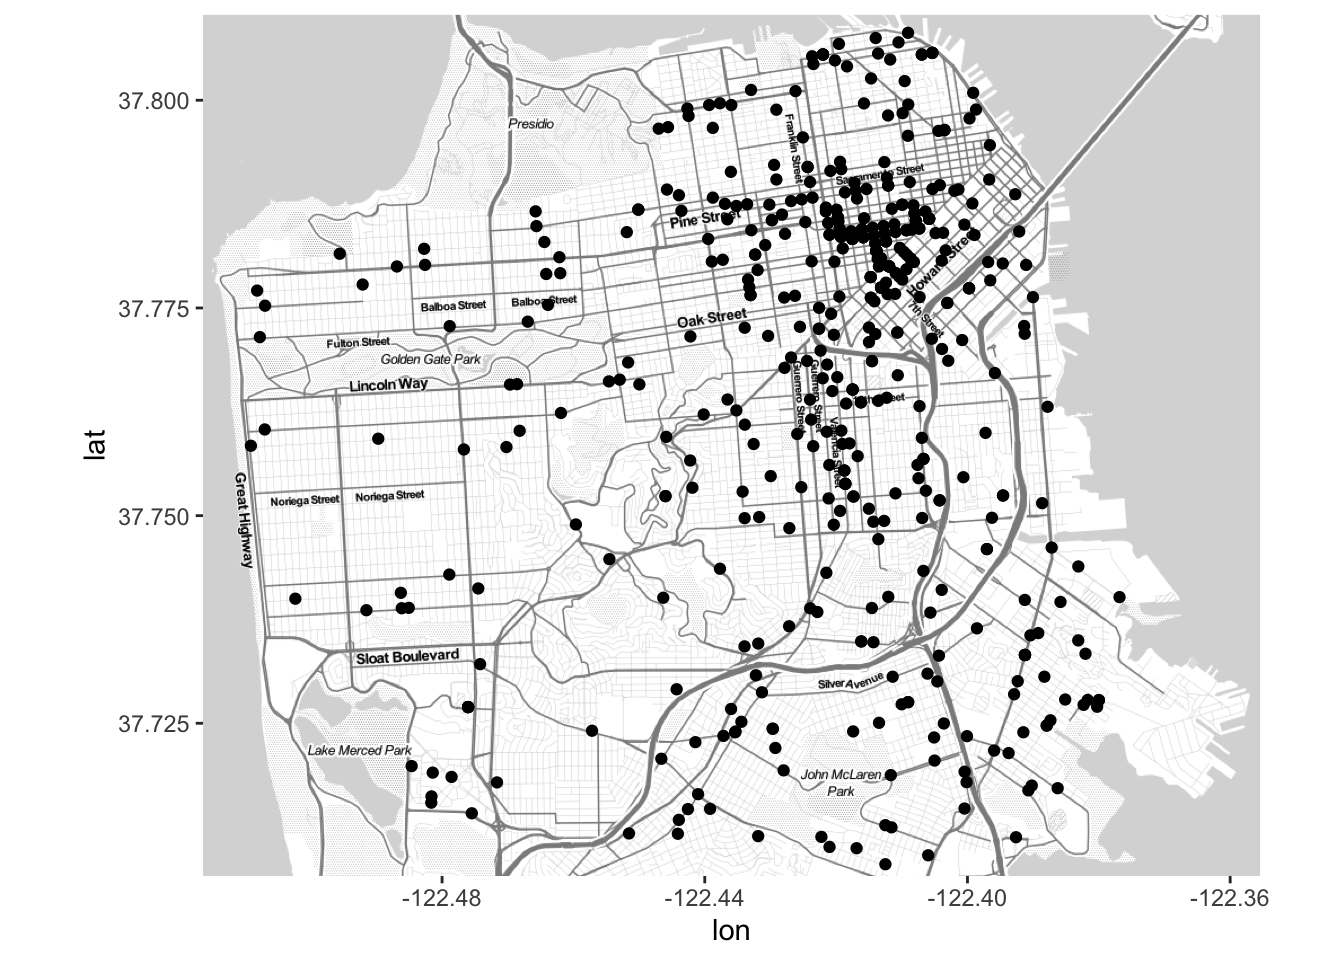 37.800
37.775
37.750
37.725
lat
Presidio
Franklin Street
Sacramento Street
Pine Street
Howard Street
7th Street
Balboa Street
Balboa Street
Oak Street
Fulton Street
Golden Gate Park
Lincoln Way
Guerrero Street
Guerrero Street
Valencia Street
Street
Great Highway
Noriega Street
Noriega Street
Sloat Boulevard
Silver Avenue
Lake Merced Park
John McLaren
Park
-122.48
-122.44
-122.40
-122.36
lon